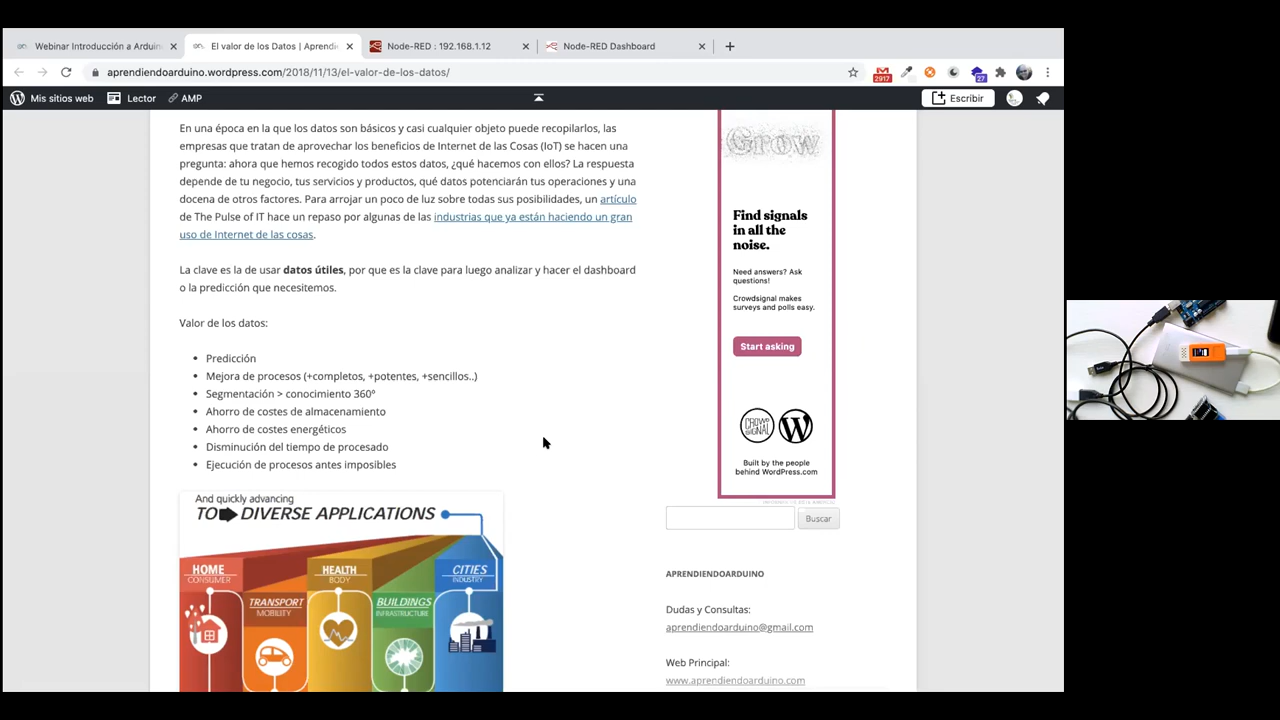 Webinar Introducción a Arduin
El valor de los Datos | Aprendi
Node-RED : 192.168.1.12
Node-RED Dashboard
aprendiendoarduino.wordpress.com/2018/11/13/el-valor-de-los-datos/
2917
27
Mis sitios web
Lector
AMP
Escribir
En una época en la que los datos son básicos y casi cualquier objeto puede recopilarlos, las
empresas que tratan de aprovechar los beneficios de Internet de las Cosas (IoT) se hacen una
pregunta: ahora que hemos recogido todos estos datos, ¿qué hacemos con ellos? La respuesta
depende de tu negocio, tus servicios y productos, qué datos potenciarán tus operaciones y una
docena de otros factores. Para arrojar un poco de luz sobre todas sus posibilidades, un artículo
de The Pulse of IT hace un repaso por algunas de las industrias que ya están haciendo un gran
uso de Internet de las cosas.
La clave es la de usar datos útiles, por que es la clave para luego analizar y hacer el dashboard
o la predicción que necesitemos.
Valor de los datos:
Predicción
Mejora de procesos (+completos, +potentes, +sencillos..)
Segmentación > conocimiento 360º
Ahorro de costes de almacenamiento
Ahorro de costes energéticos
Disminución del tiempo de procesado
Ejecución de procesos antes imposibles
And quickly advancing
TO DIVERSE APPLICATIONS
HOME
CONSUMER
TRANSPORT
MOBILITY
HEALTH
BODY
BUILDINGS
INFRASTRUCTURE
CITIES
INDUSTRY
Grow
Find signals
in all the
noise.
Need answers? Ask
questions!
Crowdsignal makes
surveys and polls easy.
Start asking
CROWD
SIGNAL
Built by the people
behind WordPress.com
Buscar
APRENDIENDOARDUINO
Dudas y Consultas:
aprendiendoarduino@gmail.com
Web Principal:
www.aprendiendoarduino.com